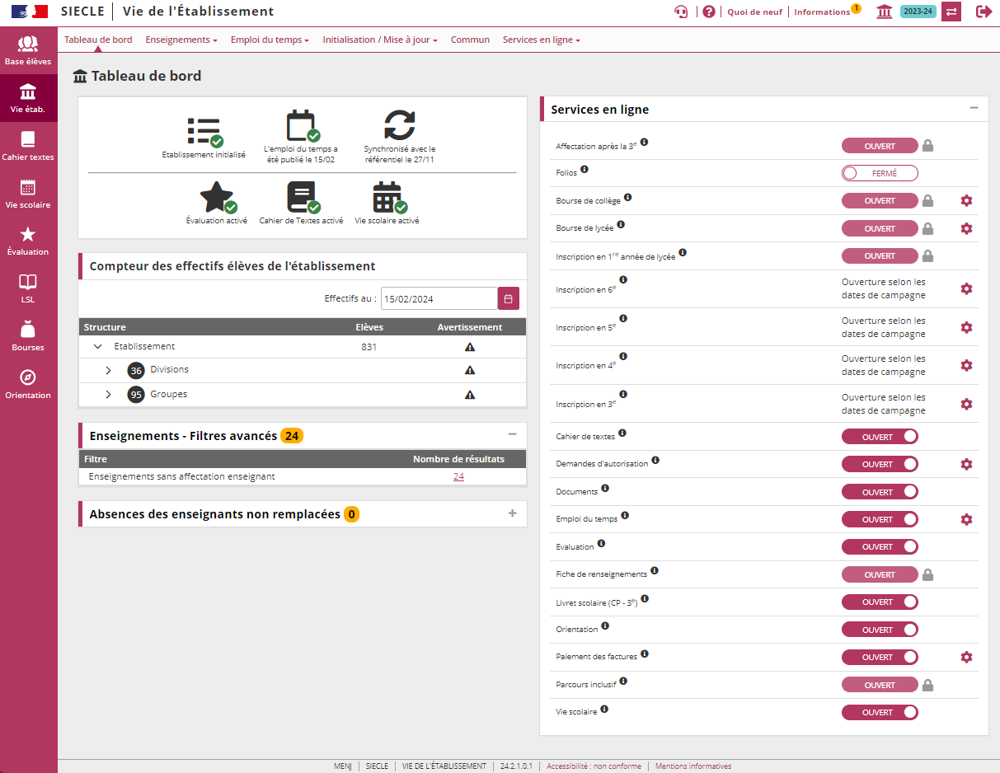 SIECLE
Vie de l'Établissement
Quoi de neuf
Informations
1
2023-24
Base élèves
Vie étab.
Cahier textes
Vie scolaire
Évaluation
LSL
Bourses
Orientation
Tableau de bord
Enseignements
Emploi du temps
Initialisation / Mise à jour
Commun
Services en ligne
Tableau de bord
Etablissement initialisé
L'emploi du temps a
été publié le 15/02
Synchronisé avec le
référentiel le 27/11
Évaluation activé
Cahier de Textes activé
Vie scolaire activé
Compteur des effectifs élèves de l'établissement
Effectifs au :
15/02/2024
Structure
Elèves
Avertissement
Etablissement
831
36 Divisions
95 Groupes
Enseignements - Filtres avancés 24
Filtre
Nombre de résultats
Enseignements sans affectation enseignant
24
Absences des enseignants non remplacées 0
Services en ligne
Affectation après la 3e
OUVERT
Folios
FERMÉ
Bourse de collège
OUVERT
Bourse de lycée
OUVERT
Inscription en 1re année de lycée
OUVERT
Inscription en 6e
Ouverture selon les
dates de campagne
Inscription en 5e
Ouverture selon les
dates de campagne
Inscription en 4e
Ouverture selon les
dates de campagne
Inscription en 3e
Ouverture selon les
dates de campagne
Cahier de textes
OUVERT
Demandes d'autorisation
OUVERT
Documents
OUVERT
Emploi du temps
OUVERT
Evaluation
OUVERT
Fiche de renseignements
OUVERT
Livret scolaire (CP - 3e)
OUVERT
Orientation
OUVERT
Paiement des factures
OUVERT
Parcours inclusif
OUVERT
Vie scolaire
OUVERT
MENJ
SIECLE
VIE DE L'ÉTABLISSEMENT
24.2.1.0.1
Accessibilité : non conforme
Mentions informatives